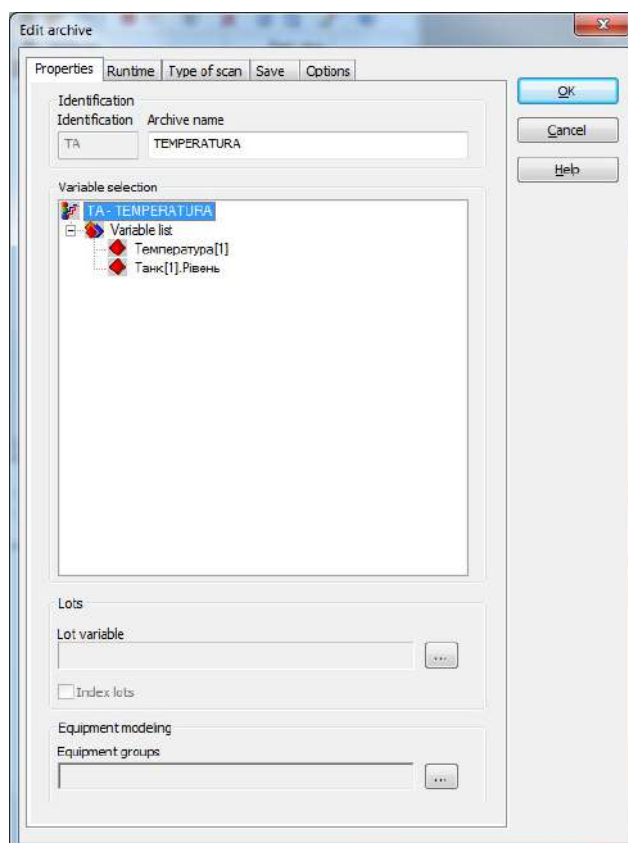 Edit archive
Properties Runtime Type of scan Save Options
OK
Cancel
Help
Identification
Identification Archive name
TA TEMPERATURA
Variable selection
TA - TEMPERATURA
Variable list
Температура[1]
Танк[1].Рівень
Lots
Lot variable
...
Index lots
Equipment modeling
Equipment groups
...